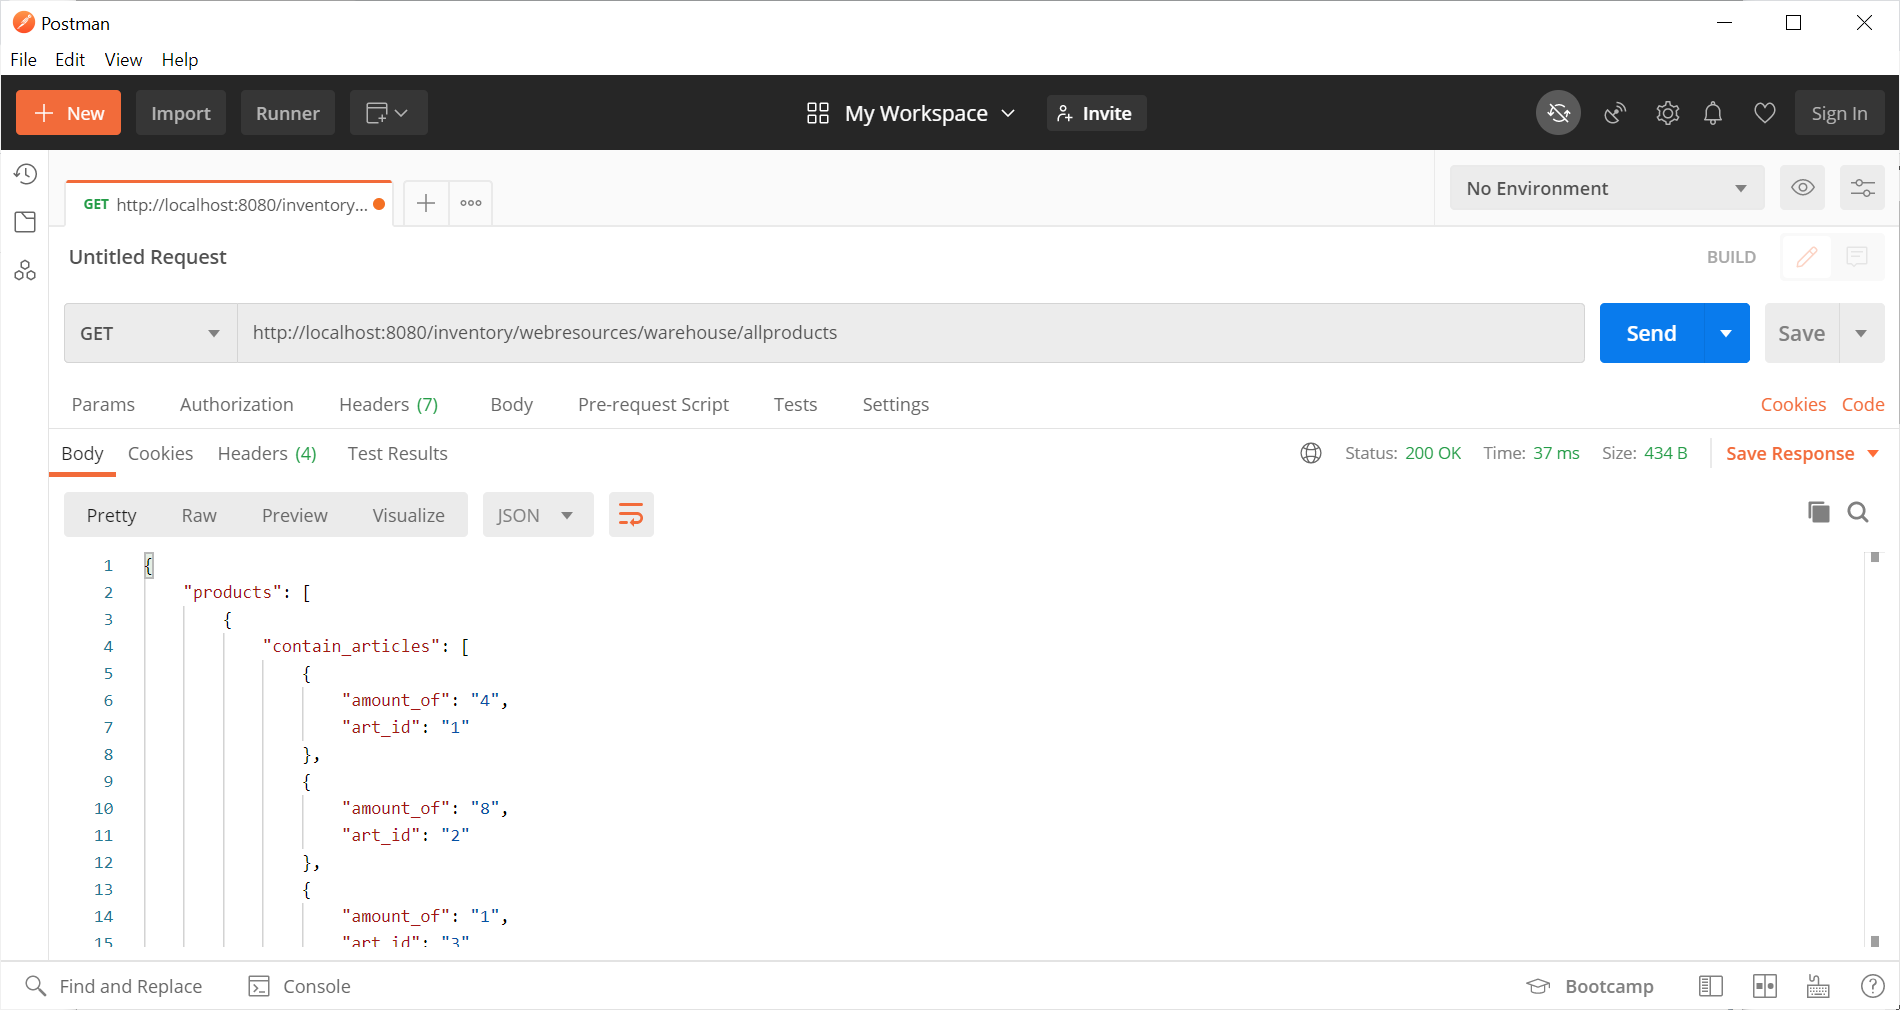 Postman
File Edit View Help
New Import Runner My Workspace Invite Sign In
GET http://localhost:8080/inventory... No Environment
Untitled Request BUILD
GET http://localhost:8080/inventory/webresources/warehouse/allproducts Send Save
Params Authorization Headers (7) Body Pre-request Script Tests Settings Cookies Code
Body Cookies Headers (4) Test Results Status: 200 OK Time: 37 ms Size: 434 B Save Response
Pretty Raw Preview Visualize JSON
1 {
2 "products": [
3 {
4 "contain_articles": [
5 {
6 "amount_of": "4",
7 "art_id": "1"
8 },
9 {
10 "amount_of": "8",
11 "art_id": "2"
12 },
13 {
14 "amount_of": "1",
15 "art_id": "3"
Find and Replace Console Bootcamp